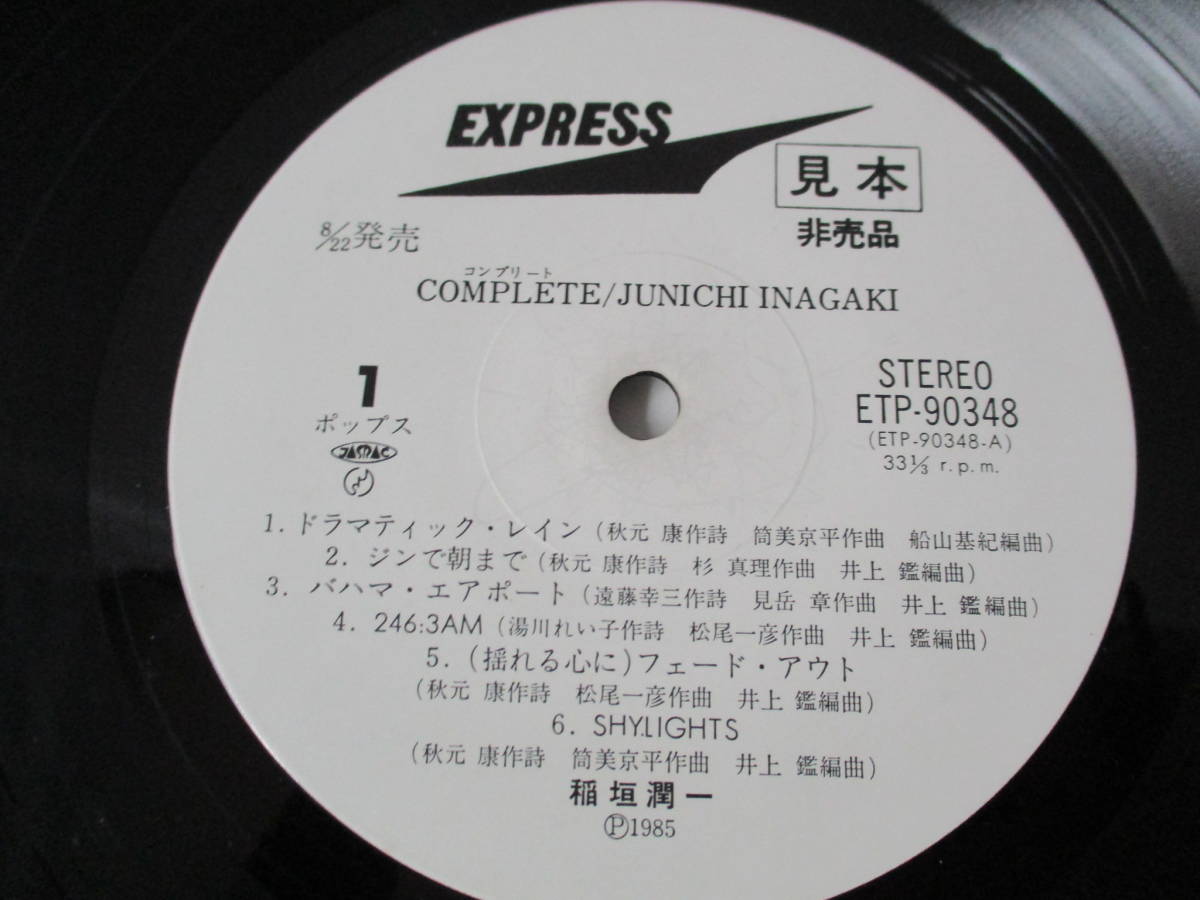 EXPRESS
見本
非売品
8/22発売
コンプリート
COMPLETE/JUNICHI INAGAKI
1
ポップス
JASRAC
STEREO
ETP-90348
(ETP-90348-A)
33⅓ r.p.m.
1. ドラマティック・レイン (秋元 康作詩 筒美京平作曲 船山基紀編曲)
2. ジンで朝まで (秋元 康作詩 杉 真理作曲 井上 鑑編曲)
3. バハマ・エアポート (遠藤幸三作詩 見岳 章作曲 井上 鑑編曲)
4. 246:3AM (湯川れい子作詩 松尾一彦作曲 井上 鑑編曲)
5. (揺れる心に)フェード・アウト
(秋元 康作詩 松尾一彦作曲 井上 鑑編曲)
6. SHY.LIGHTS
(秋元 康作詩 筒美京平作曲 井上 鑑編曲)
稲垣潤一
Ⓟ1985